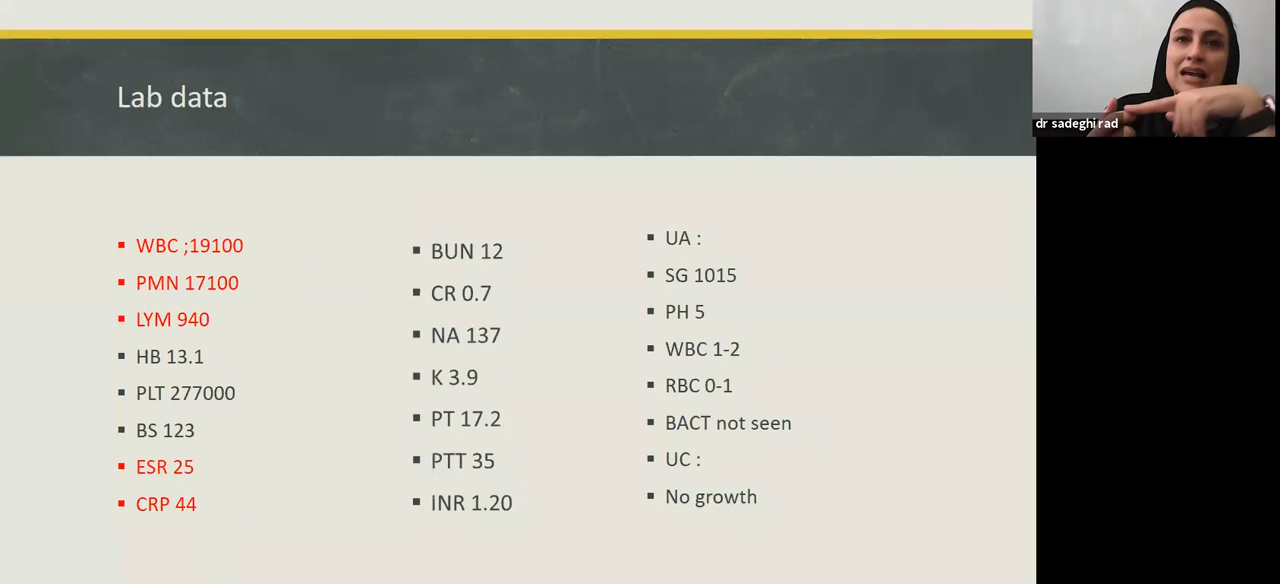 Lab data
WBC ;19100
PMN 17100
LYM 940
HB 13.1
PLT 277000
BS 123
ESR 25
CRP 44
BUN 12
CR 0.7
NA 137
K 3.9
PT 17.2
PTT 35
INR 1.20
UA :
SG 1015
PH 5
WBC 1-2
RBC 0-1
BACT not seen
UC :
No growth
dr sadeghi rad